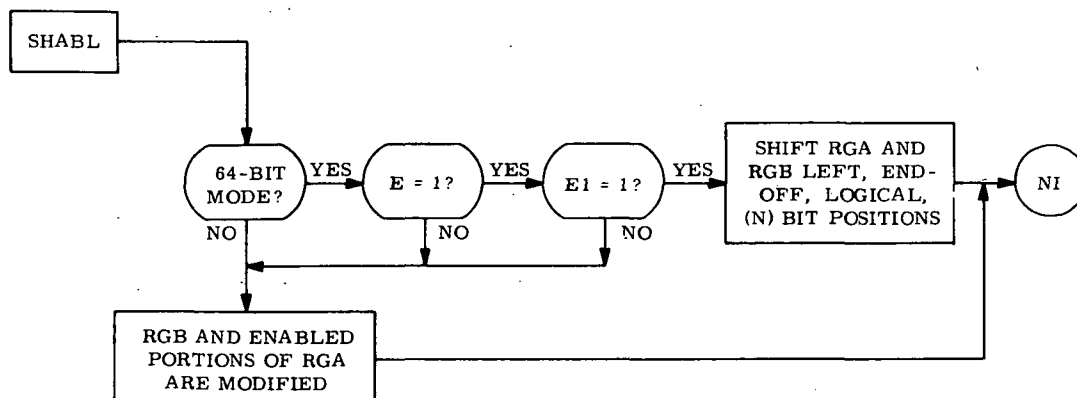 SHABL
64-BIT
MODE?
YES
E = 1?
YES
E1 = 1?
YES
SHIFT RGA AND
RGB LEFT, END-
OFF, LOGICAL,
(N) BIT POSITIONS
NI
NO
NO
NO
RGB AND ENABLED
PORTIONS OF RGA
ARE MODIFIED